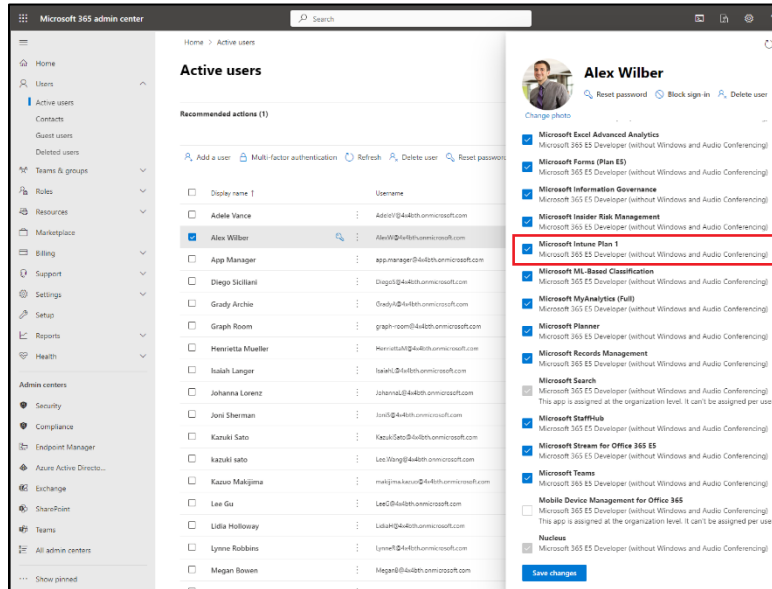 Microsoft 365 admin center
Search
Home > Active users
Home
Users
Active users
Contacts
Guest users
Deleted users
Teams & groups
Roles
Resources
Marketplace
Billing
Support
Settings
Setup
Reports
Health
Admin centers
Security
Compliance
Endpoint Manager
Azure Active Directo...
Exchange
SharePoint
Teams
All admin centers
Show pinned
Active users
Recommended actions (1)
Add a user
Multi-factor authentication
Refresh
Delete user
Reset password
Display name ↑
Username
Adele Vance
AdeleV@4x4bth.onmicrosoft.com
Alex Wilber
AlexW@4x4bth.onmicrosoft.com
App Manager
app.manager@4x4bth.onmicrosoft.com
Diego Siciliani
DiegoS@4x4bth.onmicrosoft.com
Grady Archie
GradyA@4x4bth.onmicrosoft.com
Graph Room
graph-room@4x4bth.onmicrosoft.com
Henrietta Mueller
HenriettaM@4x4bth.onmicrosoft.com
Isaiah Langer
IsaiahL@4x4bth.onmicrosoft.com
Johanna Lorenz
JohannaL@4x4bth.onmicrosoft.com
Joni Sherman
JoniS@4x4bth.onmicrosoft.com
Kazuki Sato
KazukiSato@4x4bth.onmicrosoft.com
kazuki sato
Lee.Wang@4x4bth.onmicrosoft.com
Kazuo Makijima
makijima.kazuo@4x4bth.onmicrosoft.com
Lee Gu
LeeG@4x4bth.onmicrosoft.com
Lidia Holloway
LidiaH@4x4bth.onmicrosoft.com
Lynne Robbins
LynneR@4x4bth.onmicrosoft.com
Megan Bowen
MeganB@4x4bth.onmicrosoft.com
Alex Wilber
Reset password
Block sign-in
Delete user
Change photo
Microsoft Excel Advanced Analytics
Microsoft 365 E5 Developer (without Windows and Audio Conferencing)
Microsoft Forms (Plan E5)
Microsoft 365 E5 Developer (without Windows and Audio Conferencing)
Microsoft Information Governance
Microsoft 365 E5 Developer (without Windows and Audio Conferencing)
Microsoft Insider Risk Management
Microsoft 365 E5 Developer (without Windows and Audio Conferencing)
Microsoft Intune Plan 1
Microsoft 365 E5 Developer (without Windows and Audio Conferencing)
Microsoft ML-Based Classification
Microsoft 365 E5 Developer (without Windows and Audio Conferencing)
Microsoft MyAnalytics (Full)
Microsoft 365 E5 Developer (without Windows and Audio Conferencing)
Microsoft Planner
Microsoft 365 E5 Developer (without Windows and Audio Conferencing)
Microsoft Records Management
Microsoft 365 E5 Developer (without Windows and Audio Conferencing)
Microsoft Search
Microsoft 365 E5 Developer (without Windows and Audio Conferencing)
This app is assigned at the organization level. It can't be assigned per use
Microsoft StaffHub
Microsoft 365 E5 Developer (without Windows and Audio Conferencing)
Microsoft Stream for Office 365 E5
Microsoft 365 E5 Developer (without Windows and Audio Conferencing)
Microsoft Teams
Microsoft 365 E5 Developer (without Windows and Audio Conferencing)
Mobile Device Management for Office 365
Microsoft 365 E5 Developer (without Windows and Audio Conferencing)
This app is assigned at the organization level. It can't be assigned per use
Nucleus
Microsoft 365 E5 Developer (without Windows and Audio Conferencing)
Save changes